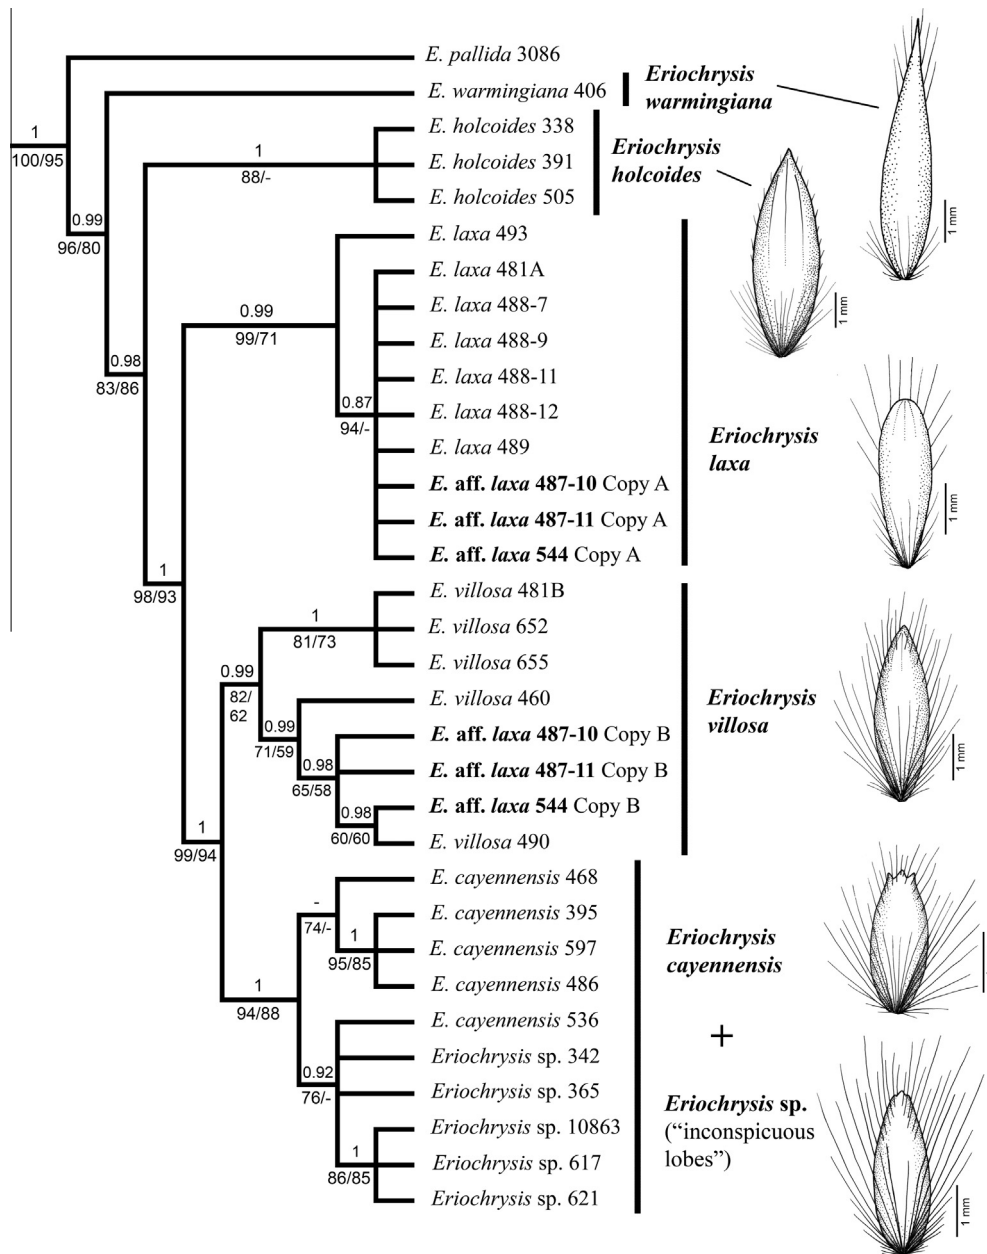 E. pallida 3086
E. warmingiana 406
E. holcoides 338
E. holcoides 391
E. holcoides 505
E. laxa 493
E. laxa 481A
E. laxa 488-7
E. laxa 488-9
E. laxa 488-11
E. laxa 488-12
E. laxa 489
E. aff. laxa 487-10 Copy A
E. aff. laxa 487-11 Copy A
E. aff. laxa 544 Copy A
E. villosa 481B
E. villosa 652
E. villosa 655
E. villosa 460
E. aff. laxa 487-10 Copy B
E. aff. laxa 487-11 Copy B
E. aff. laxa 544 Copy B
E. villosa 490
E. cayennensis 468
E. cayennensis 395
E. cayennensis 597
E. cayennensis 486
E. cayennensis 536
Eriochrysis sp. 342
Eriochrysis sp. 365
Eriochrysis sp. 10863
Eriochrysis sp. 617
Eriochrysis sp. 621
1
100/95
0.99
96/80
0.98
83/86
1
88/-
1
98/93
0.99
99/71
0.87
94/-
1
99/94
0.99
82/
62
1
81/73
0.99
71/59
0.98
65/58
0.98
60/60
1
94/88
-
74/-
1
95/85
0.92
76/-
1
86/85
Eriochrysis
warmingiana
Eriochrysis
holcoides
Eriochrysis
laxa
Eriochrysis
villosa
Eriochrysis
cayennensis
+
Eriochrysis sp.
("inconspicuous
lobes")
1 mm
1 mm
1 mm
1 mm
1 mm